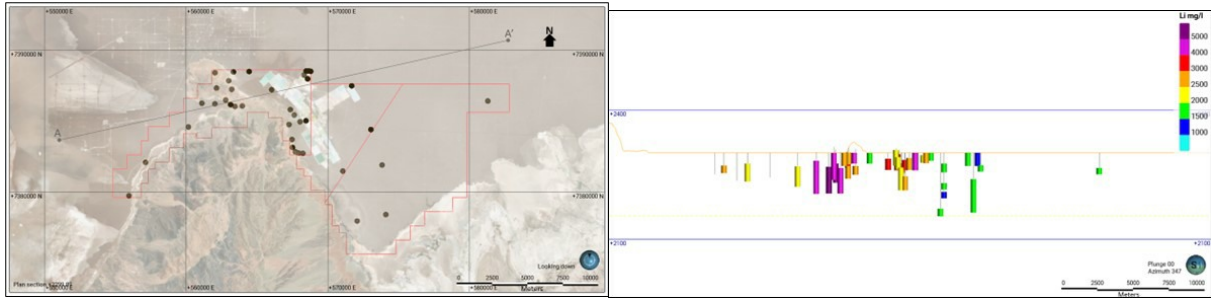 +550000 E
+560000 E
+570000 E
+580000 E
A'
N
+7390000 N
+7390000 N
A
+7380000 N
+7380000 N
Looking down
0 2500 5000 7500 10000
Meters
Plan section
Li mg/l
5000
4000
3000
2500
2000
1500
1000
+2400
+2100
+2100
Plunge 00
Azimuth 347
0 2500 5000 7500 10000
Meters